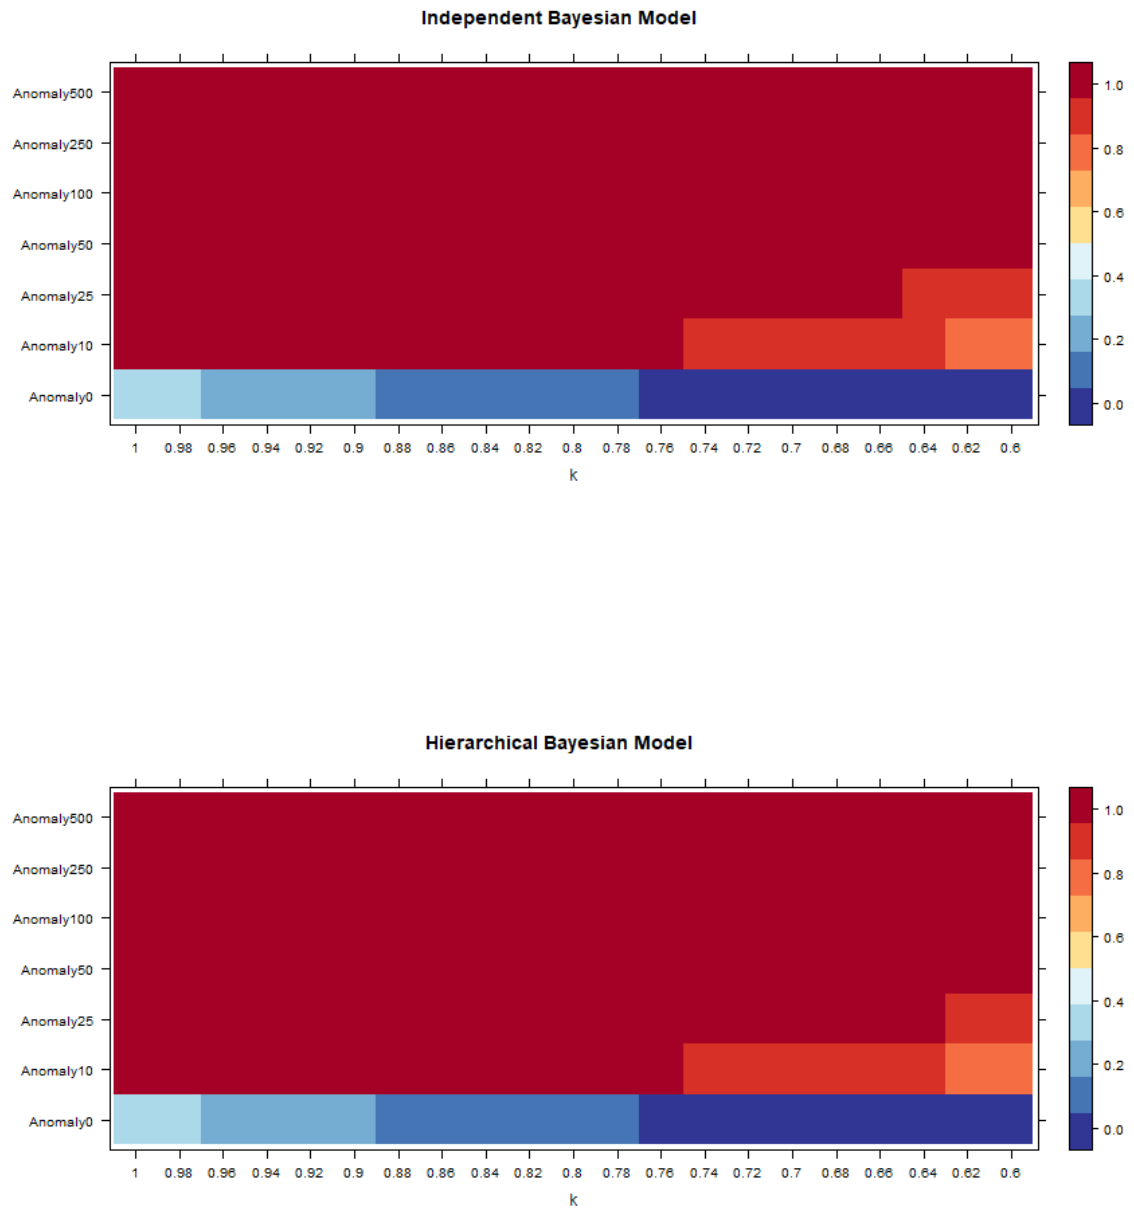 Independent Bayesian Model
Anomaly500
Anomaly250
Anomaly100
Anomaly50
Anomaly25
Anomaly10
Anomaly0
1 0.98 0.96 0.94 0.92 0.9 0.88 0.86 0.84 0.82 0.8 0.78 0.76 0.74 0.72 0.7 0.68 0.66 0.64 0.62 0.6
k
1.0
0.8
0.6
0.4
0.2
0.0
Hierarchical Bayesian Model
Anomaly500
Anomaly250
Anomaly100
Anomaly50
Anomaly25
Anomaly10
Anomaly0
1 0.98 0.96 0.94 0.92 0.9 0.88 0.86 0.84 0.82 0.8 0.78 0.76 0.74 0.72 0.7 0.68 0.66 0.64 0.62 0.6
k
1.0
0.8
0.6
0.4
0.2
0.0